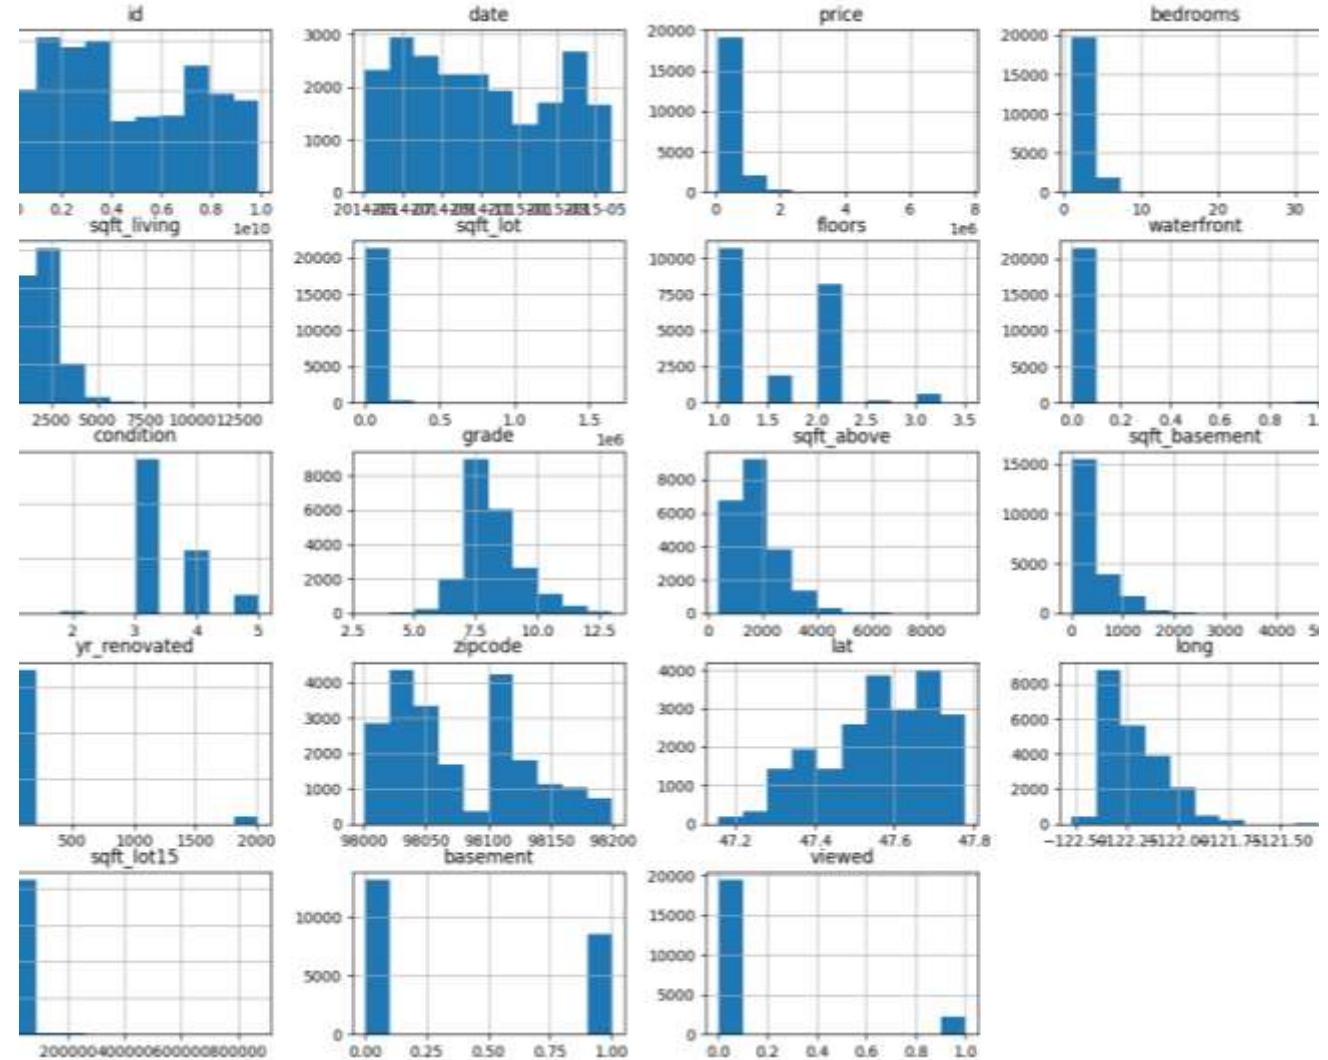 id date price bedrooms
3000 20000 20000
2000 15000 15000
10000 10000
1000 5000 5000
0 0 0
0.2 0.4 0.6 0.8 1.0 0 2 4 6 8 0 10 20 30
1e10 1e6
sqft_living sqft_lot floors waterfront
20000 10000 20000
15000 7500 15000
10000 5000 10000
5000 2500 5000
0 0 0
2500 5000 7500 10000 12500 0.0 0.5 1.0 1.5 1.0 1.5 2.0 2.5 3.0 3.5 0.0 0.2 0.4 0.6 0.8
1e6
condition grade sqft_above sqft_basement
8000 8000 15000
6000 6000 10000
4000 4000
2000 2000 5000
0 0 0
2 3 4 5 2.5 5.0 7.5 10.0 12.5 0 2000 4000 6000 8000 0 1000 2000 3000 4000
yr_renovated zipcode lat long
4000 4000 8000
3000 3000 6000
2000 2000 4000
1000 1000 2000
0 0 0
500 1000 1500 2000 98000 98050 98100 98150 98200 47.2 47.4 47.6 47.8
sqft_lot15 basement viewed
20000
10000 15000
10000
5000 5000
0 0
200000 400000 600000 800000 0.00 0.25 0.50 0.75 1.00 0.0 0.2 0.4 0.6 0.8 1.0